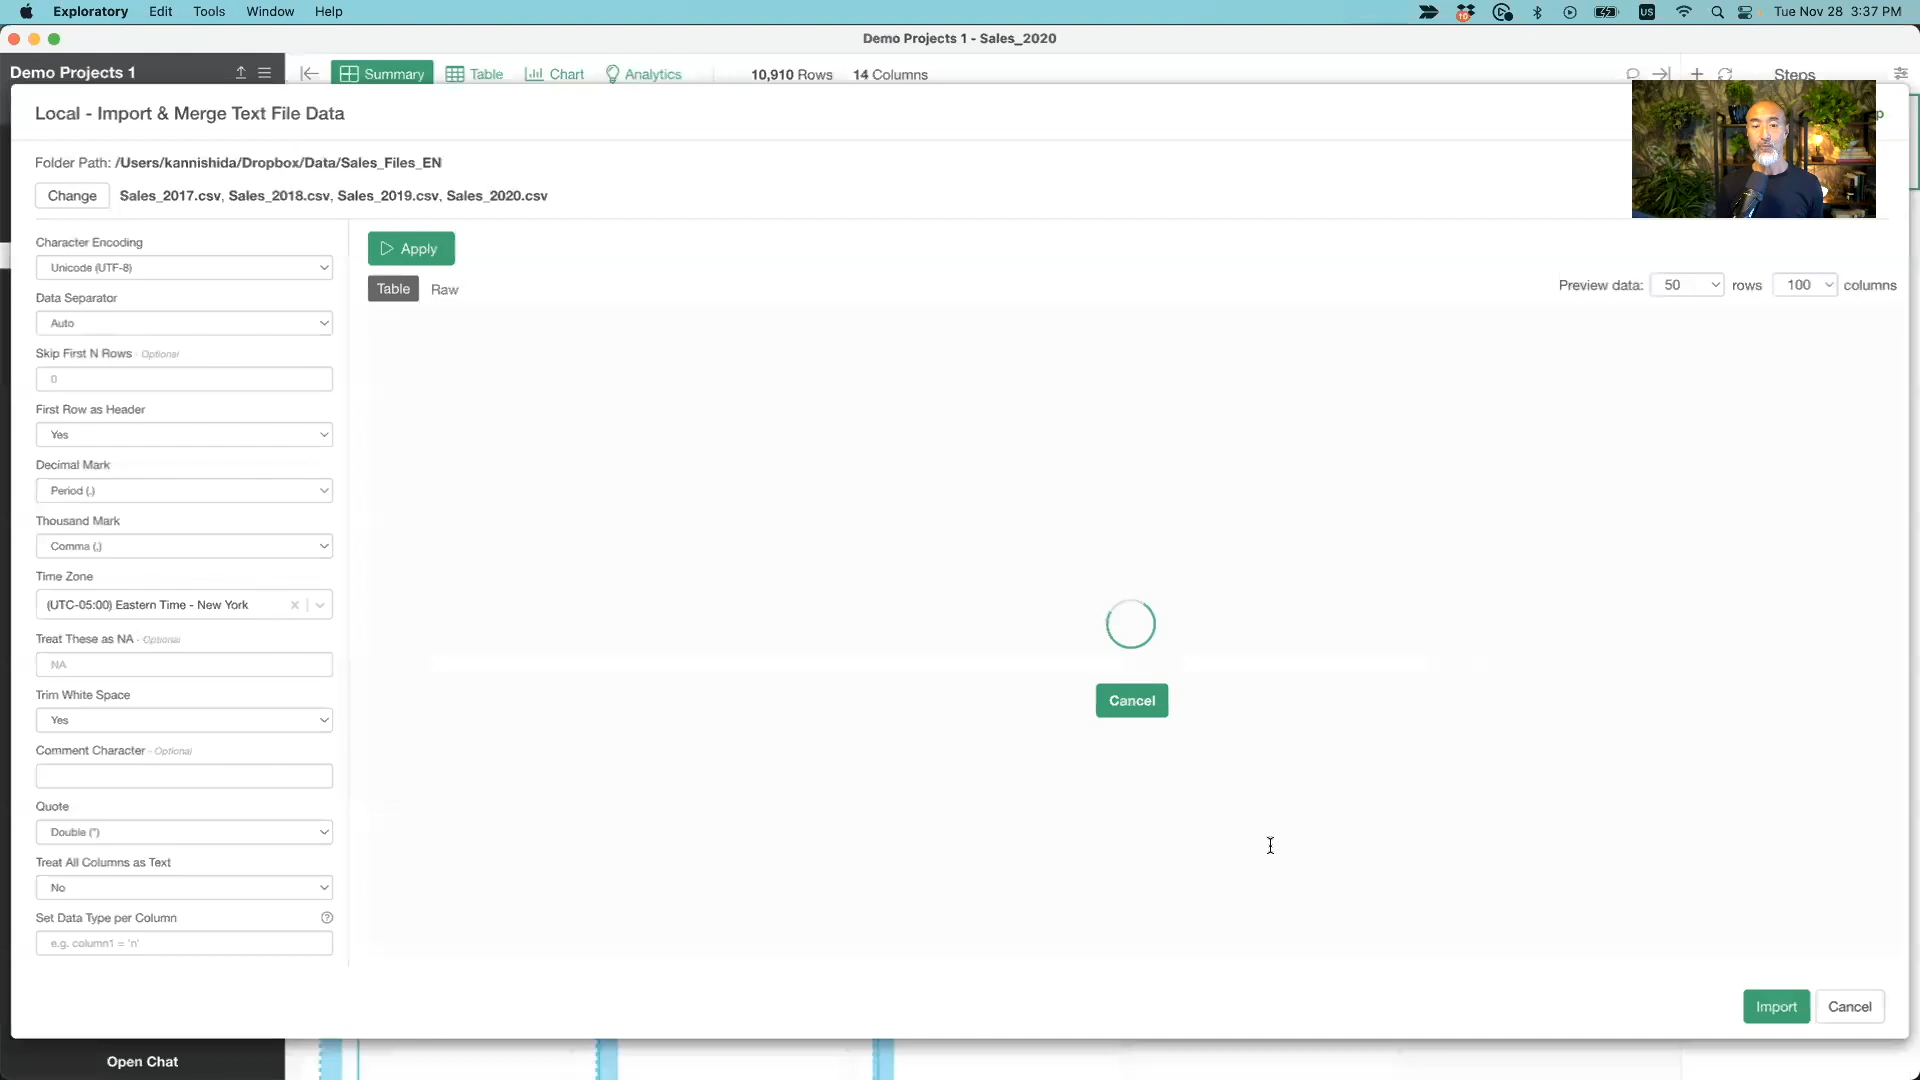 Exploratory Edit Tools Window Help
10
US
Tue Nov 28 3:37 PM
Demo Projects 1 - Sales_2020
Demo Projects 1
Summary Table Chart Analytics
10,910 Rows 14 Columns
Steps
Local - Import & Merge Text File Data
p
Folder Path: /Users/kannishida/Dropbox/Data/Sales_Files_EN
Change Sales_2017.csv, Sales_2018.csv, Sales_2019.csv, Sales_2020.csv
Character Encoding
Unicode (UTF-8)
Data Separator
Auto
Skip First N Rows - Optional
0
First Row as Header
Yes
Decimal Mark
Period (.)
Thousand Mark
Comma (,)
Time Zone
(UTC-05:00) Eastern Time - New York
Treat These as NA - Optional
NA
Trim White Space
Yes
Comment Character - Optional
Quote
Double (")
Treat All Columns as Text
No
Set Data Type per Column
e.g. column1 = 'n'
Apply
Table Raw
Preview data: 50 rows 100 columns
Cancel
Import Cancel
Open Chat